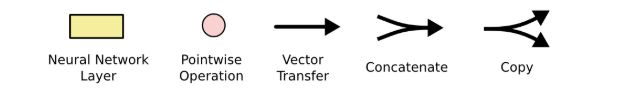 Neural Network
Layer
Pointwise
Operation
Vector
Transfer
Concatenate
Copy